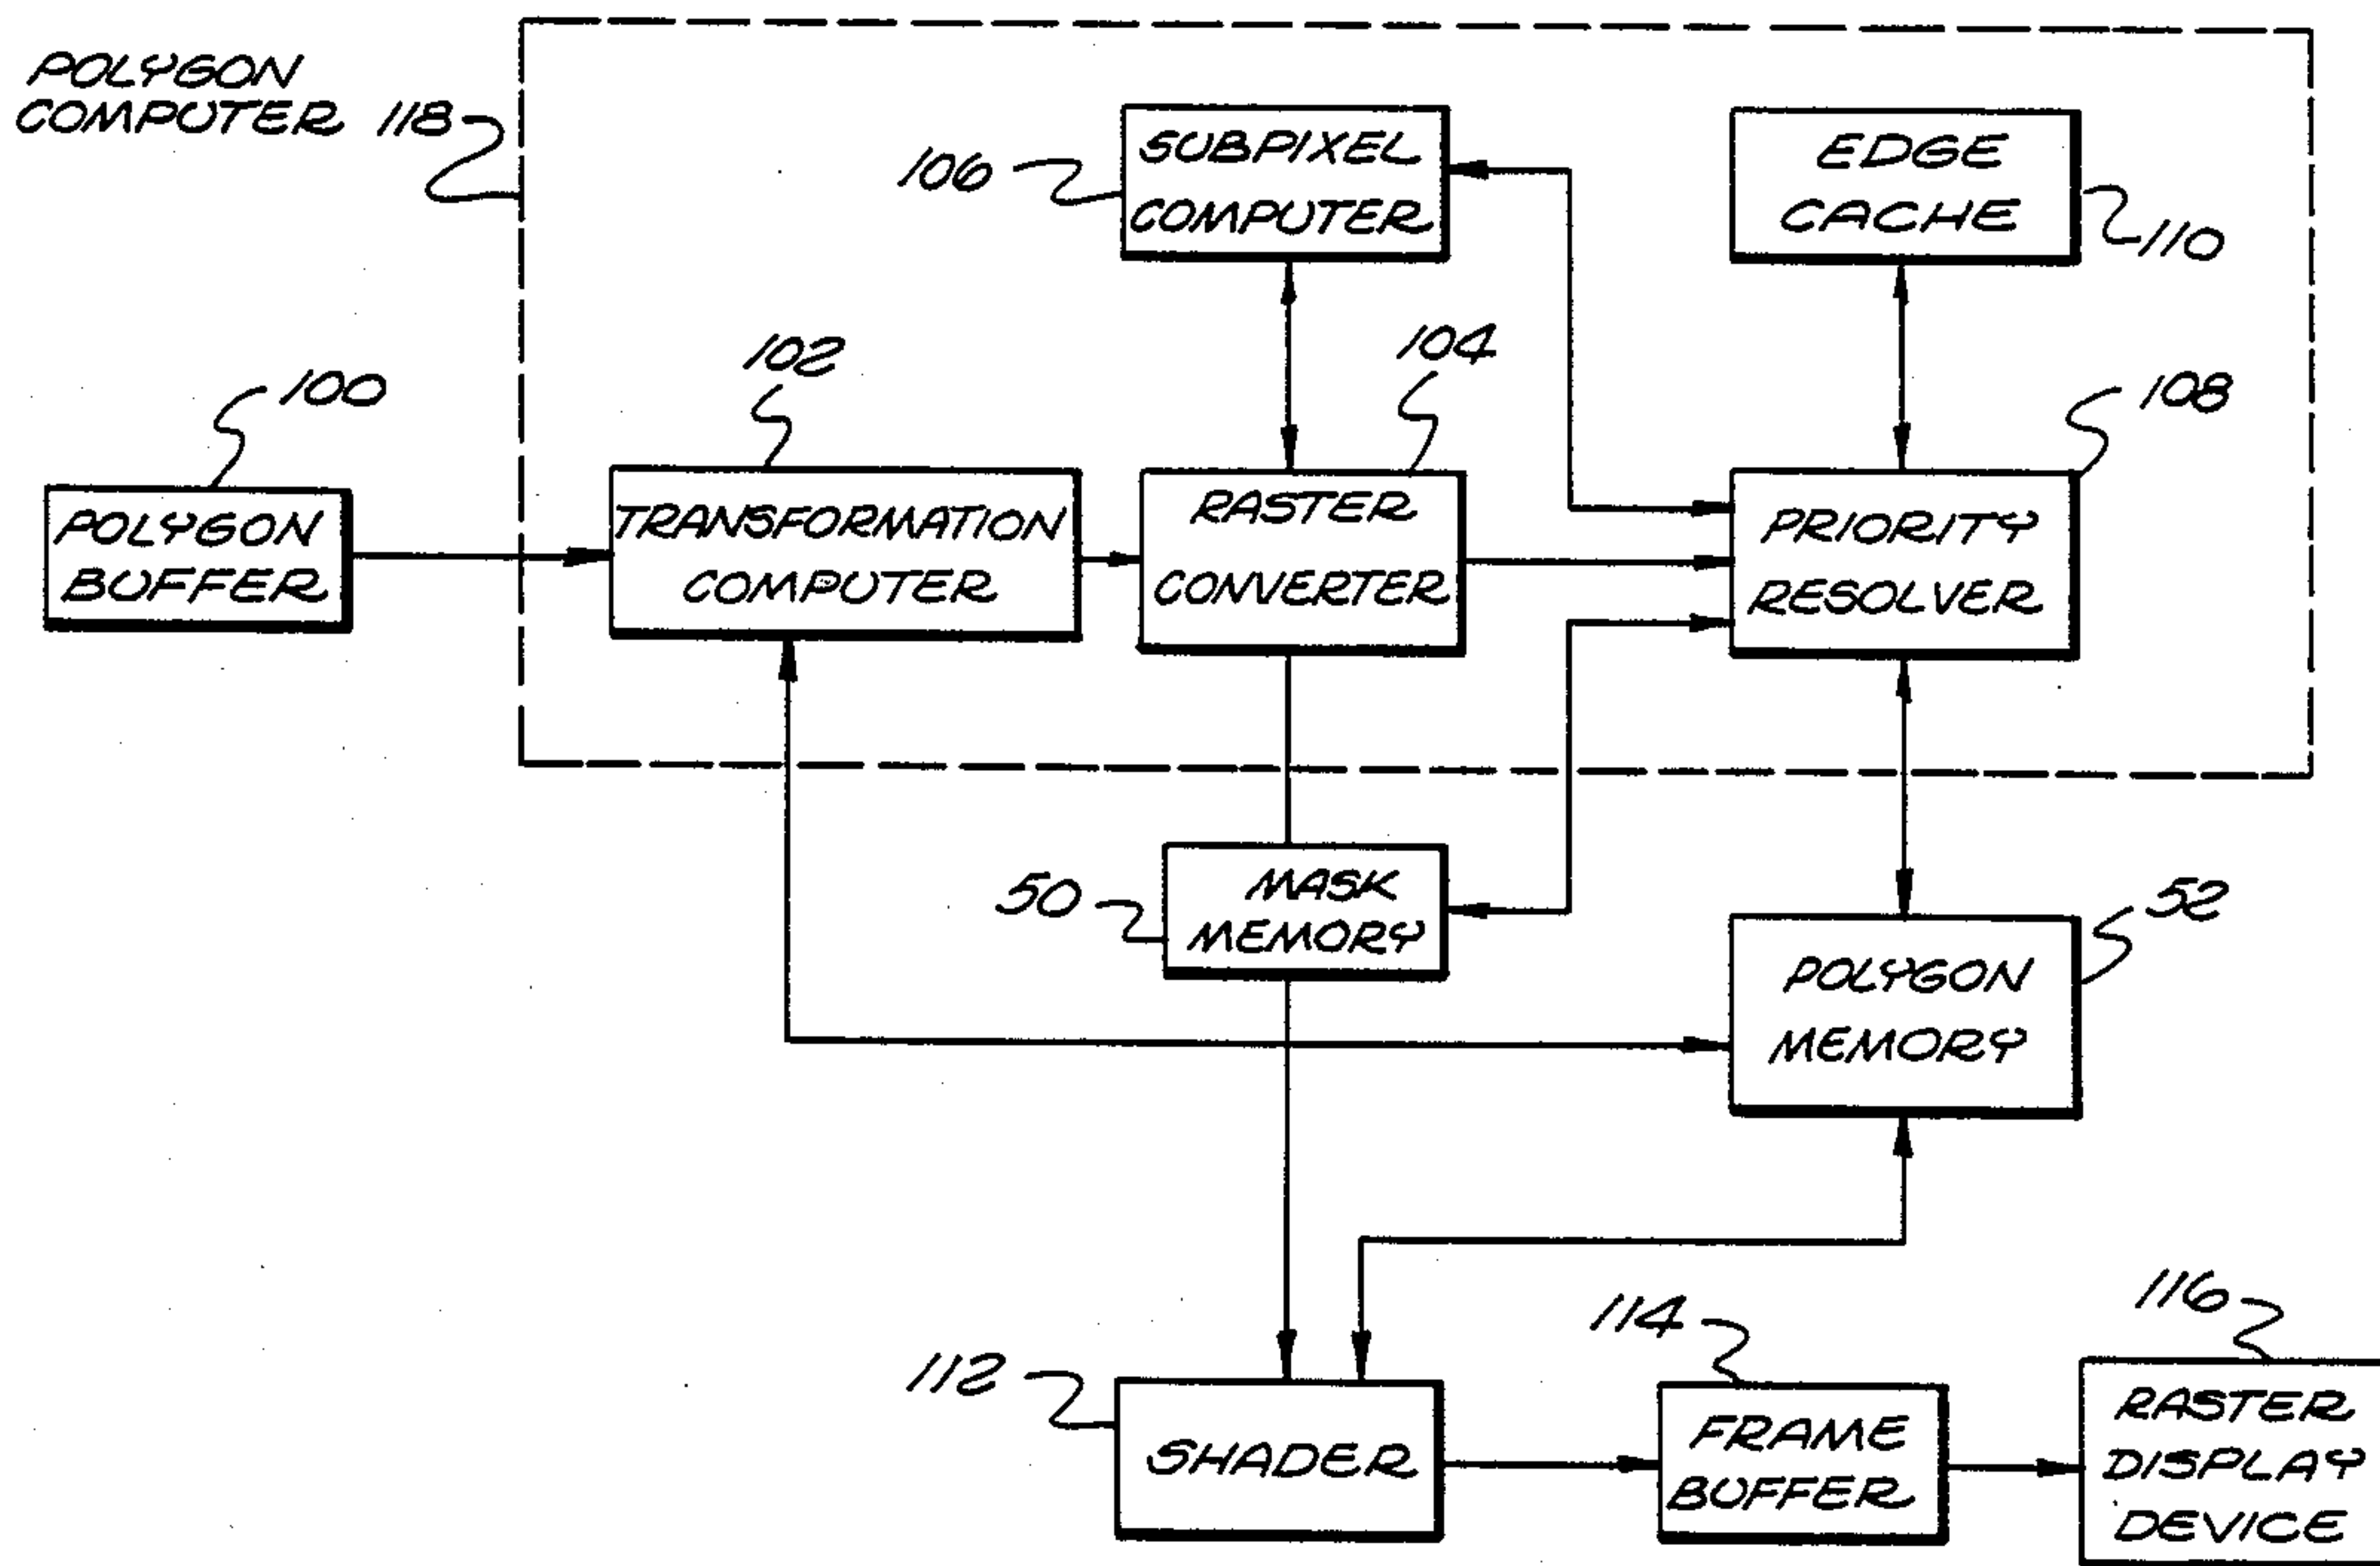 POLYGON
COMPUTER 118
106
SUBPIXEL
COMPUTER
EDGE
CACHE
110
100
102
104
108
POLYGON
BUFFER
TRANSFORMATION
COMPUTER
RASTER
CONVERTER
PRIORITY
RESOLVER
50
MASK
MEMORY
52
POLYGON
MEMORY
112
SHADER
114
FRAME
BUFFER
116
RASTER
DISPLAY
DEVICE